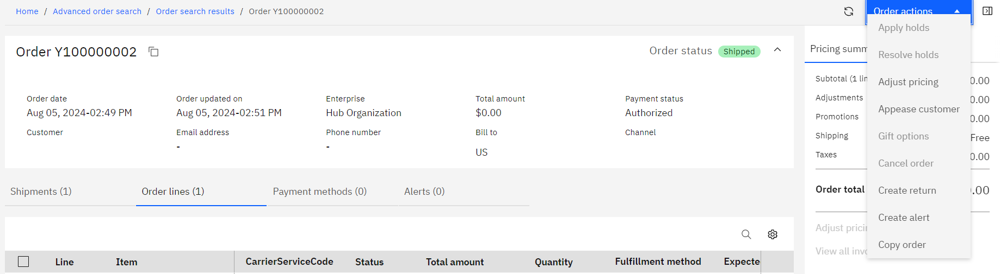 Home / Advanced order search / Order search results / Order Y100000002
Order actions
Apply holds
Resolve holds
Adjust pricing
Appease customer
Gift options
Cancel order
Create return
Create alert
Copy order
Order Y100000002
Order status Shipped
Order date
Aug 05, 2024-02:49 PM
Order updated on
Aug 05, 2024-02:51 PM
Enterprise
Hub Organization
Total amount
$0.00
Payment status
Authorized
Customer
Email address
-
Phone number
-
Bill to
US
Channel
Shipments (1)
Order lines (1)
Payment methods (0)
Alerts (0)
Line Item CarrierServiceCode Status Total amount Quantity Fulfillment method Expecte
Pricing summ
Subtotal (1 lin 0.00
Adjustments 0.00
Promotions 0.00
Shipping Free
Taxes 0.00
Order total .00
Adjust prici
View all invo